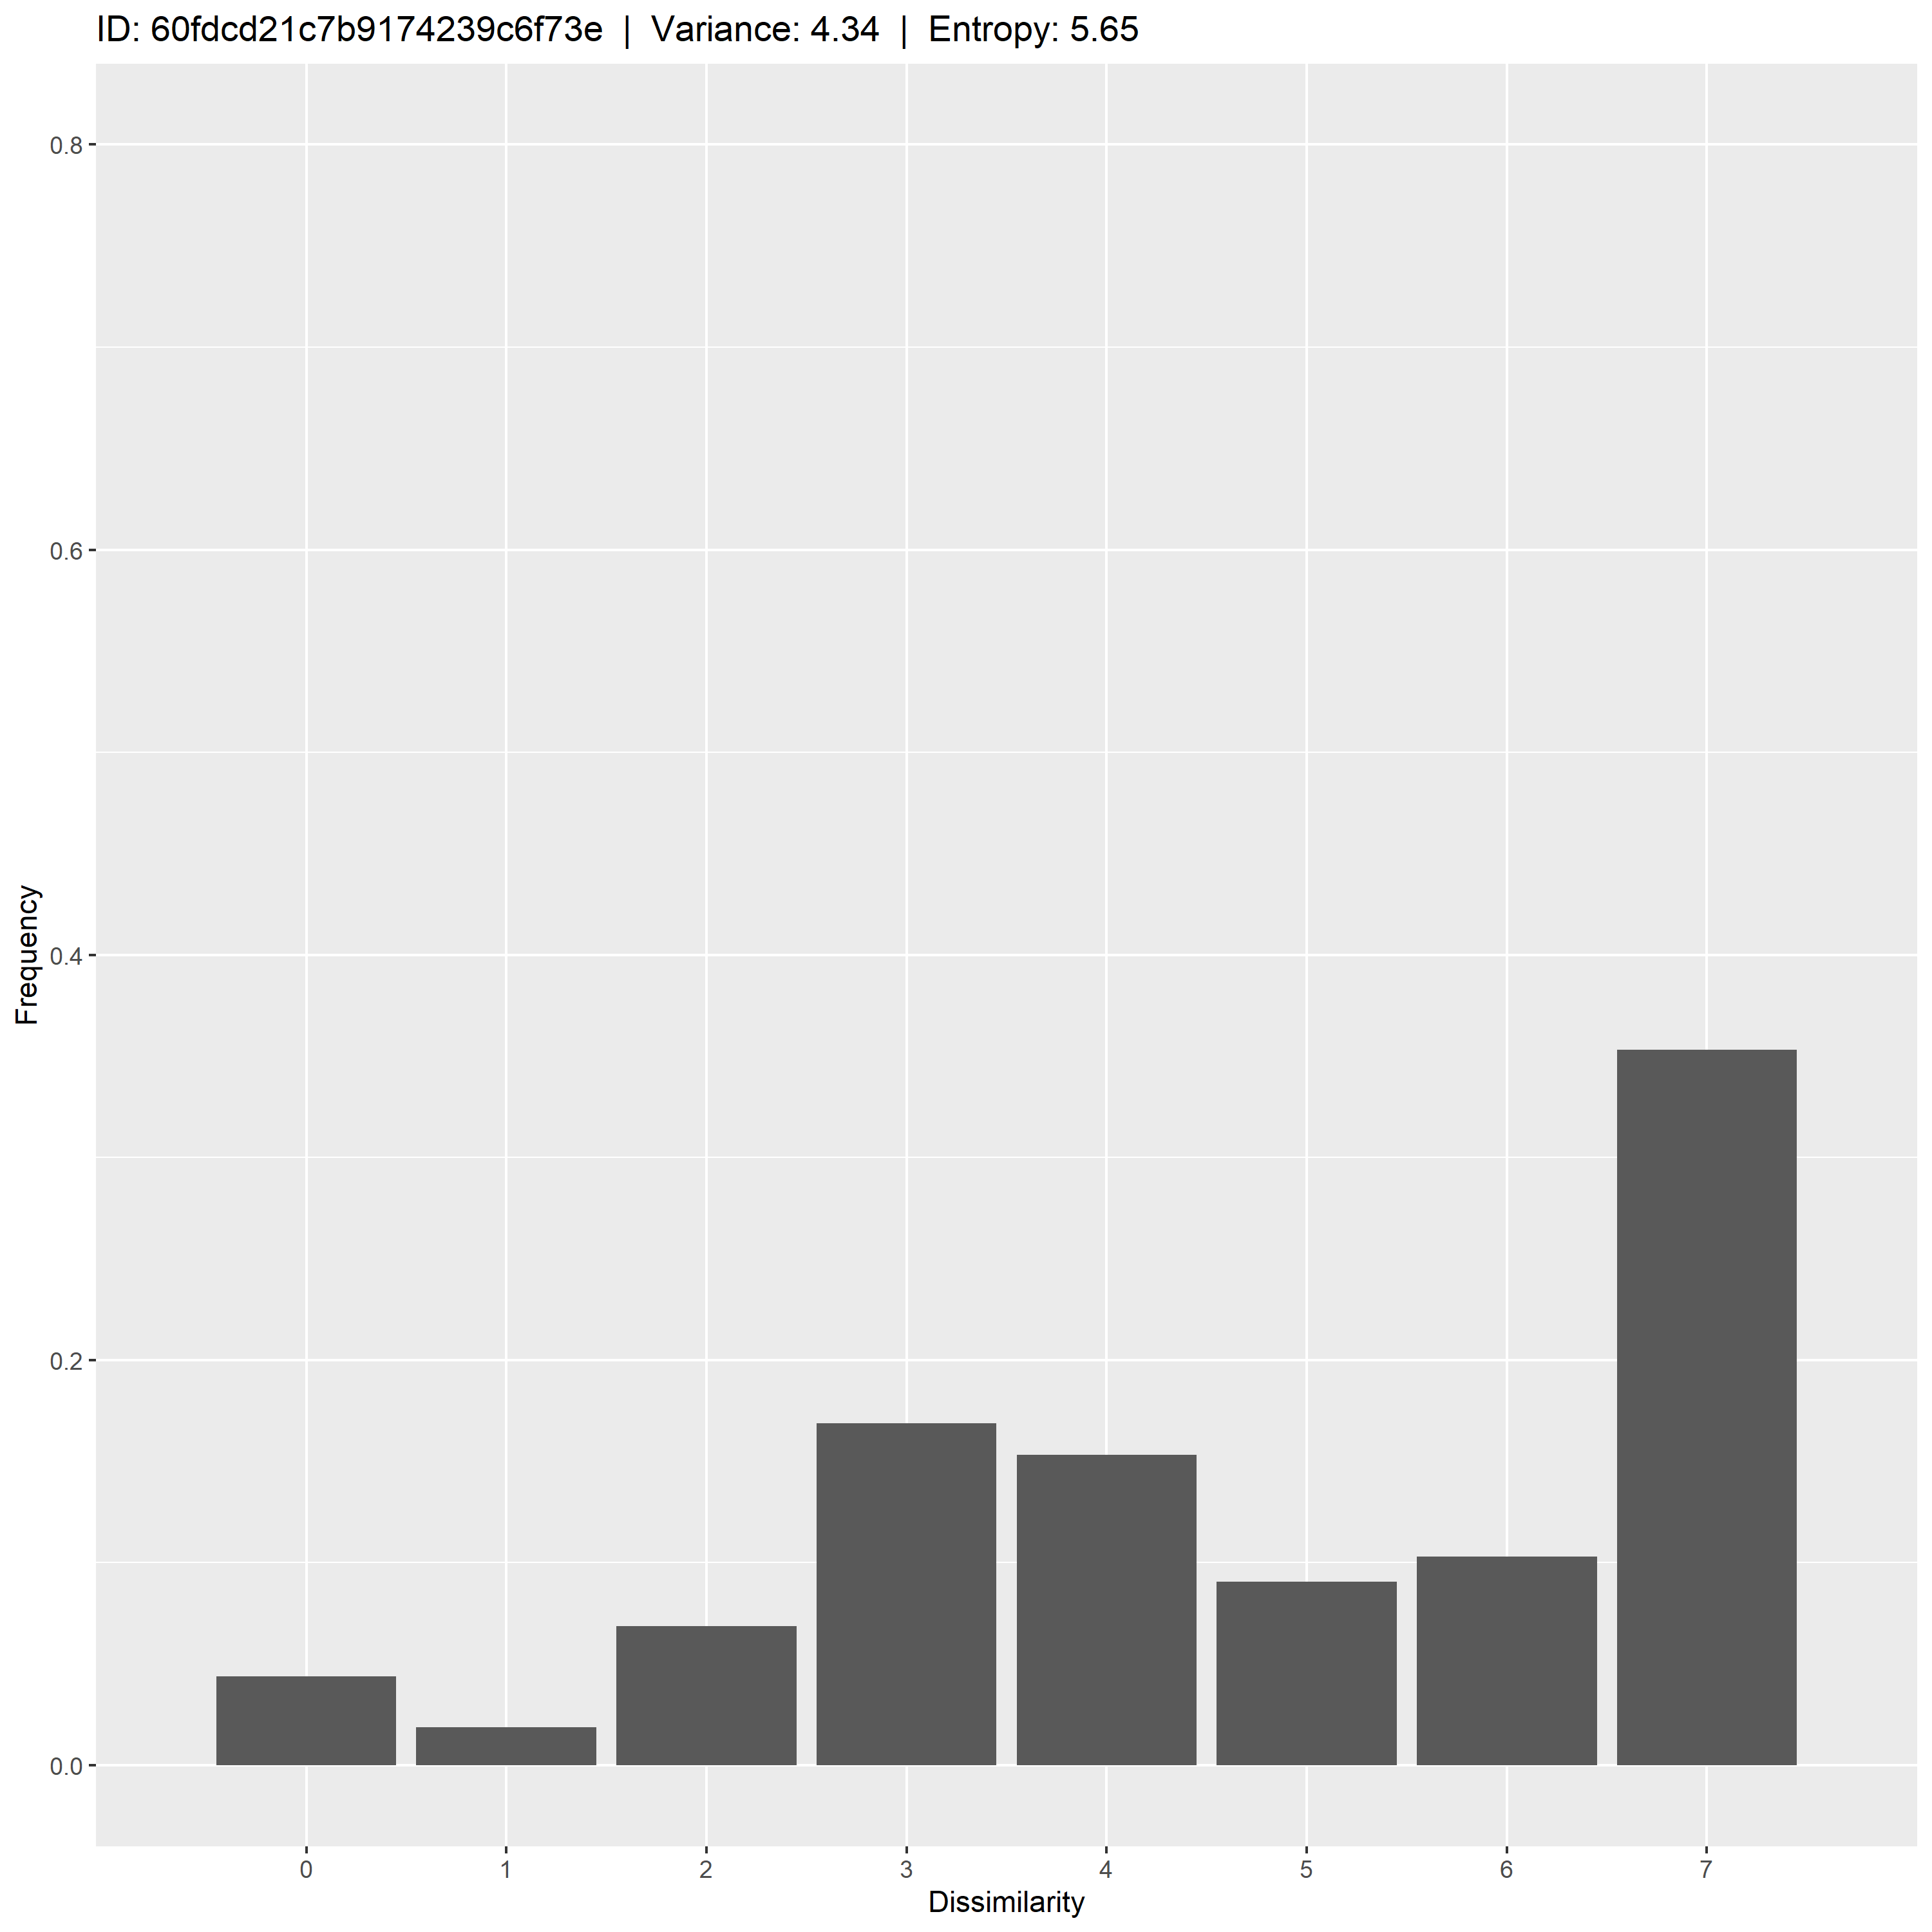 ID: 60fdcd21c7b9174239c6f73e | Variance: 4.34 | Entropy: 5.65
0.8
0.6
0.4
0.2
0.0
Frequency
0 1 2 3 4 5 6 7
Dissimilarity